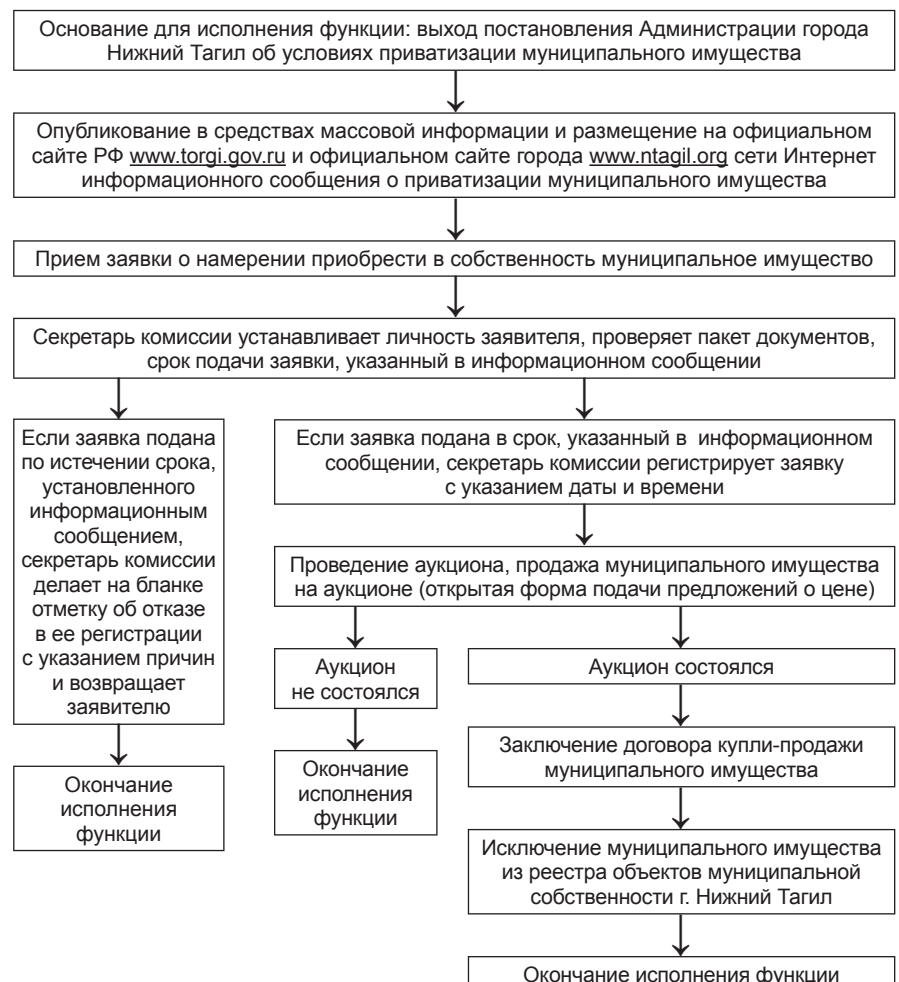 Основание для исполнения функции: выход постановления Администрации города
Нижний Тагил об условиях приватизации муниципального имущества
Опубликование в средствах массовой информации и размещение на официальном
сайте РФ www.torgi.gov.ru и официальном сайте города www.ntagil.org сети Интернет
информационного сообщения о приватизации муниципального имущества
Прием заявки о намерении приобрести в собственность муниципальное имущество
Секретарь комиссии устанавливает личность заявителя, проверяет пакет документов,
срок подачи заявки, указанный в информационном сообщении
Если заявка подана
по истечении срока,
установленного
информационным
сообщением,
секретарь комиссии
делает на бланке
отметку об отказе
в ее регистрации
с указанием причин
и возвращает
заявителю
Окончание
исполнения
функции
Если заявка подана в срок, указанный в информационном
сообщении, секретарь комиссии регистрирует заявку
с указанием даты и времени
Проведение аукциона, продажа муниципального имущества
на аукционе (открытая форма подачи предложений о цене)
Аукцион
не состоялся
Окончание
исполнения
функции
Аукцион состоялся
Заключение договора купли-продажи
муниципального имущества
Исключение муниципального имущества
из реестра объектов муниципальной
собственности г. Нижний Тагил
Окончание исполнения функции